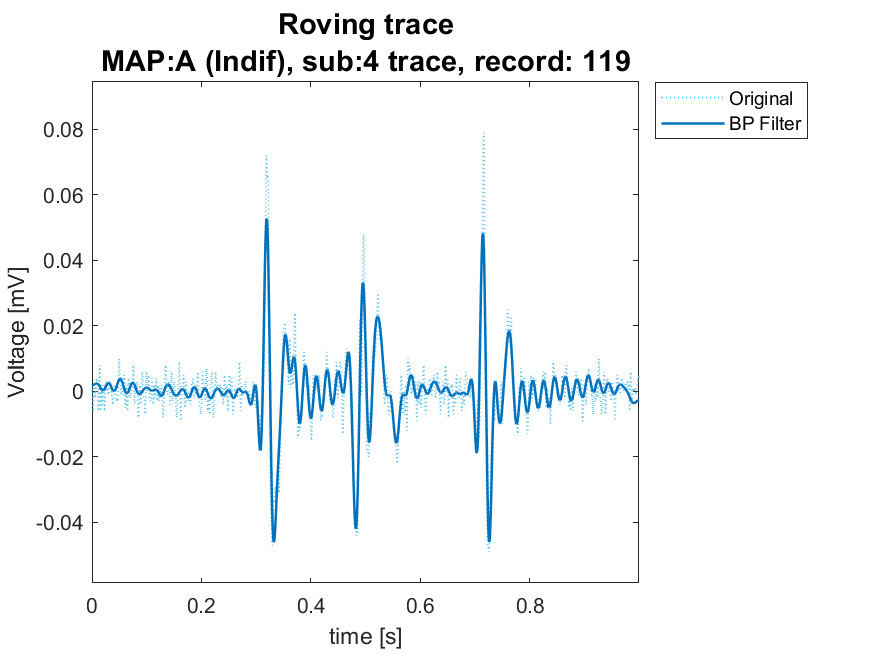 Roving trace
MAP:A (Indif), sub:4 trace, record: 119
Original
BP Filter
Voltage [mV]
0.08
0.06
0.04
0.02
0
-0.02
-0.04
0 0.2 0.4 0.6 0.8
time [s]